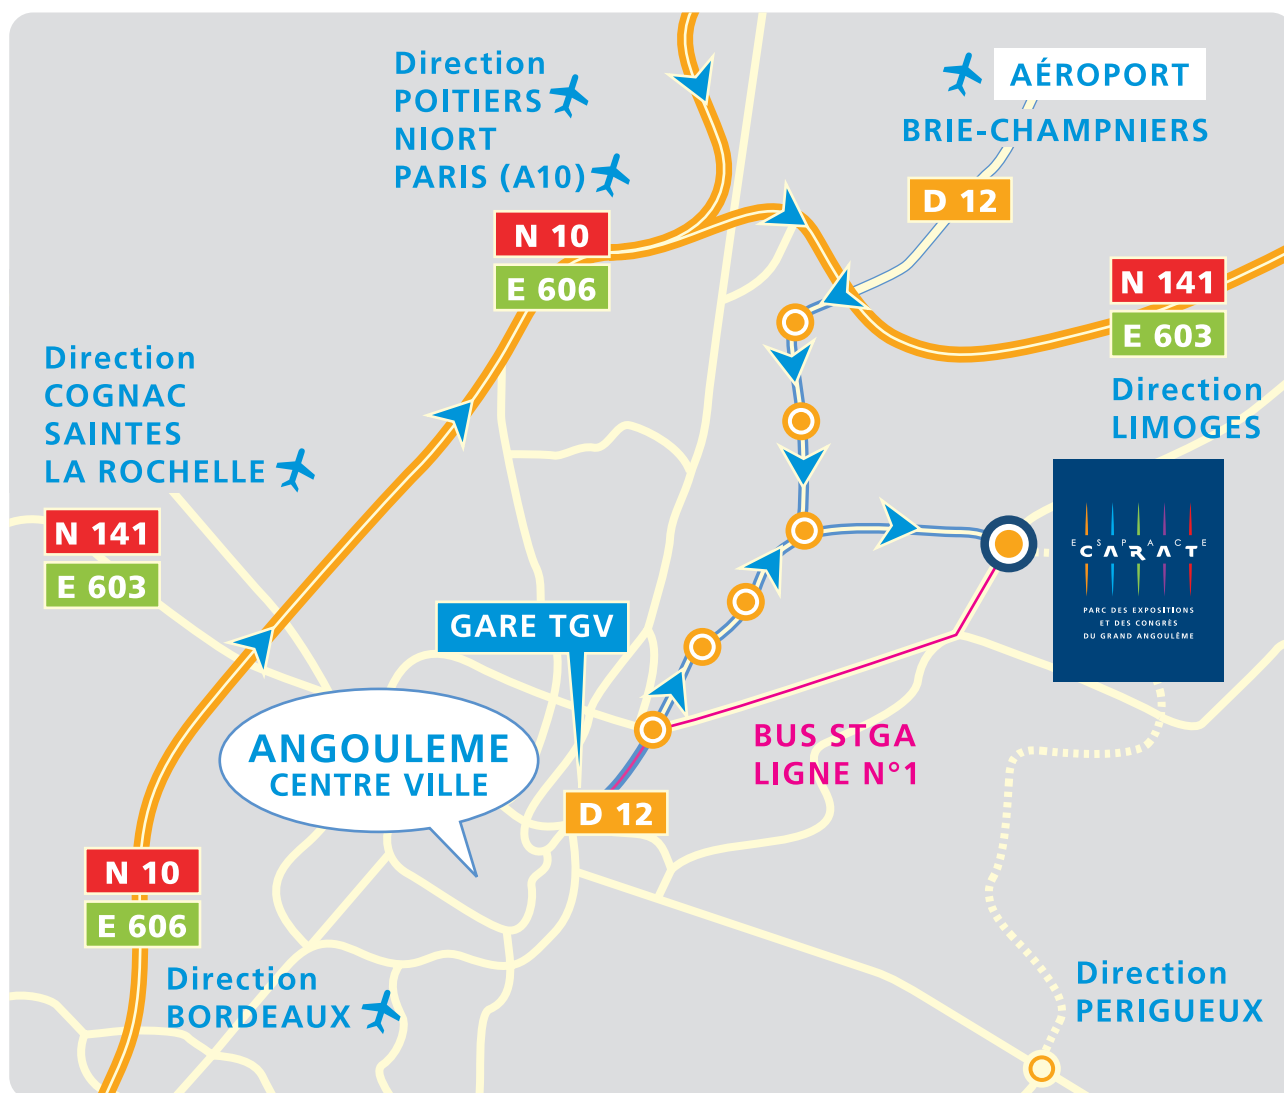 Direction
POITIERS
NIORT
PARIS (A10)
AÉROPORT
BRIE-CHAMPNIERS
D 12
N 10
E 606
N 141
E 603
Direction
LIMOGES
Direction
COGNAC
SAINTES
LA ROCHELLE
N 141
E 603
ESPACE
CARAT
PARC DES EXPOSITIONS
ET DES CONGRÈS
DU GRAND ANGOULÊME
GARE TGV
ANGOULEME
CENTRE VILLE
BUS STGA
LIGNE N°1
D 12
N 10
E 606
Direction
BORDEAUX
Direction
PERIGUEUX